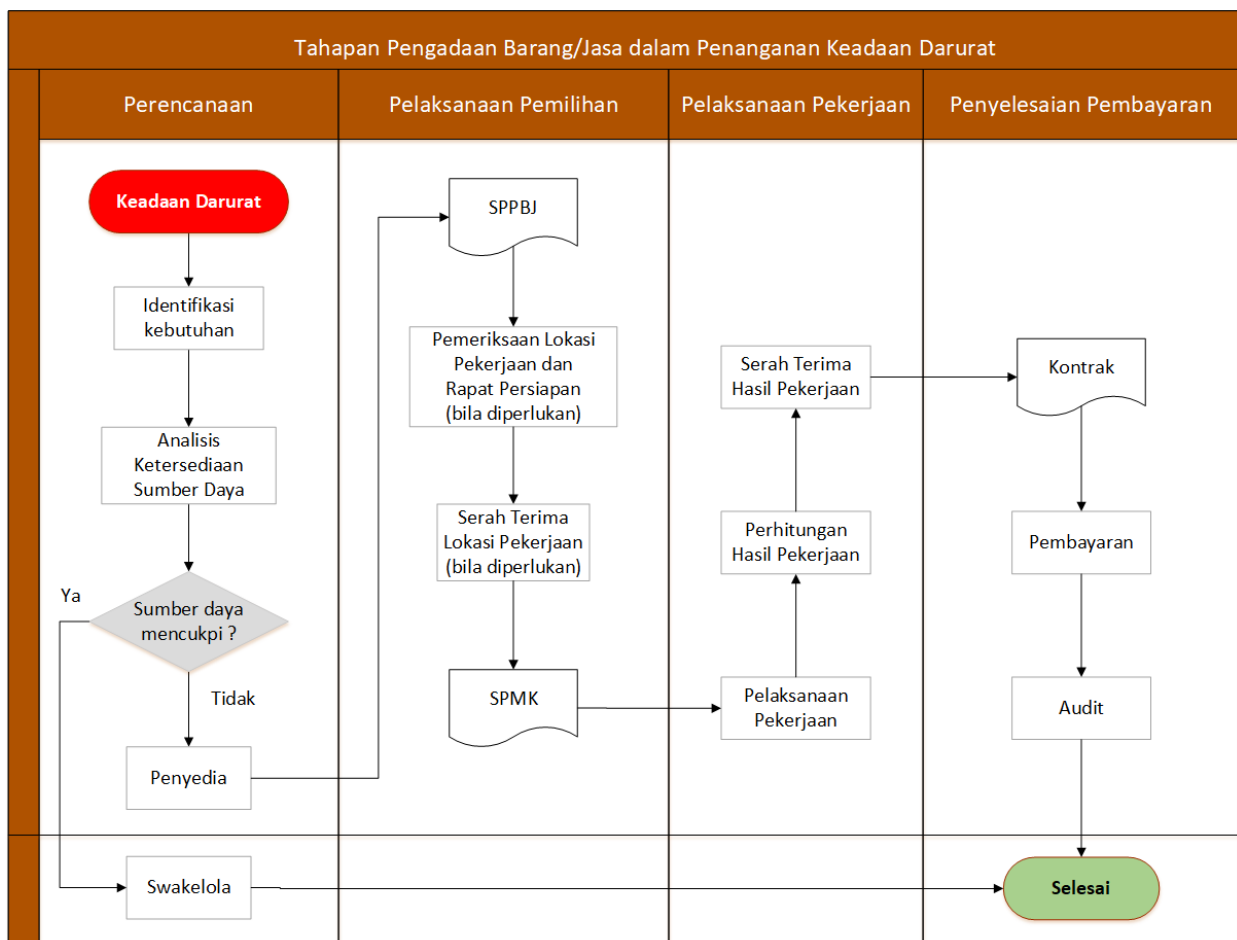 Tahapan Pengadaan Barang/Jasa dalam Penanganan Keadaan Darurat
Perencanaan
Pelaksanaan Pemilihan
Pelaksanaan Pekerjaan
Penyelesaian Pembayaran
Keadaan Darurat
Identifikasi
kebutuhan
Analisis
Ketersediaan
Sumber Daya
Ya
Sumber daya
mencukpi ?
Tidak
Penyedia
Swakelola
SPPBJ
Pemeriksaan Lokasi
Pekerjaan dan
Rapat Persiapan
(bila diperlukan)
Serah Terima
Lokasi Pekerjaan
(bila diperlukan)
SPMK
Serah Terima
Hasil Pekerjaan
Perhitungan
Hasil Pekerjaan
Pelaksanaan
Pekerjaan
Kontrak
Pembayaran
Audit
Selesai